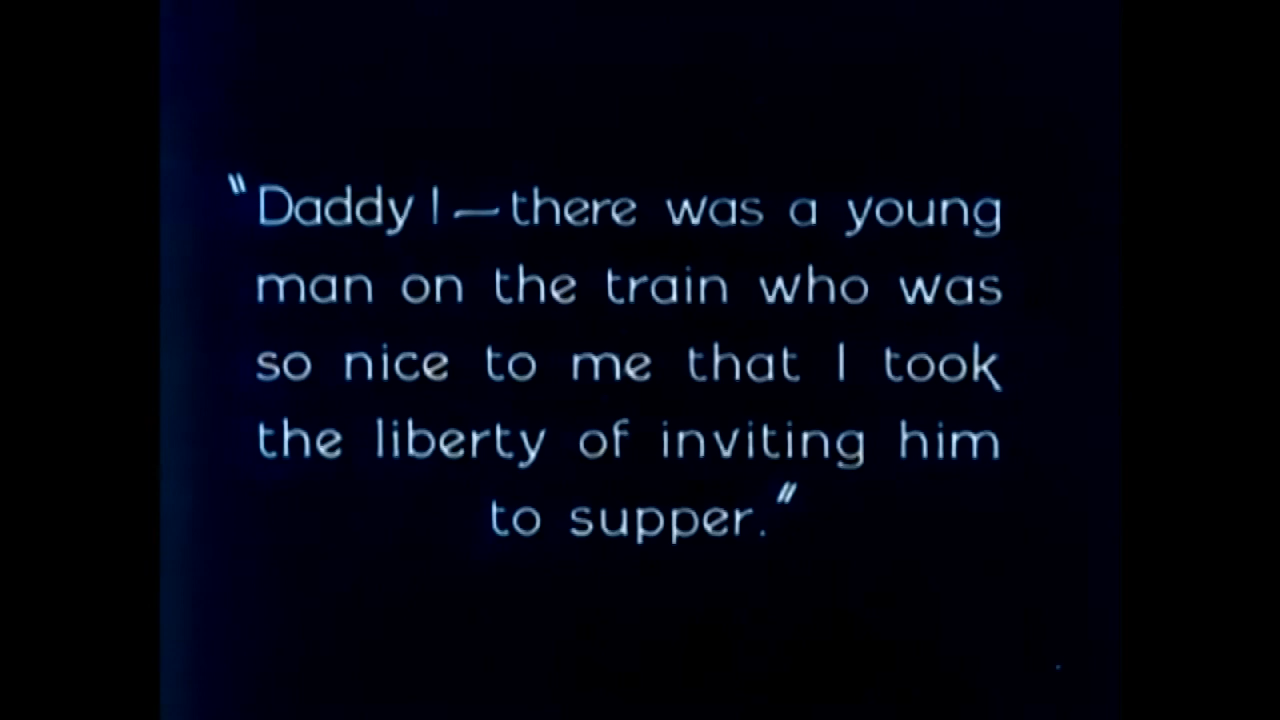 "Daddy!—there was a young
man on the train who was
so nice to me that I took
the liberty of inviting him
to supper."